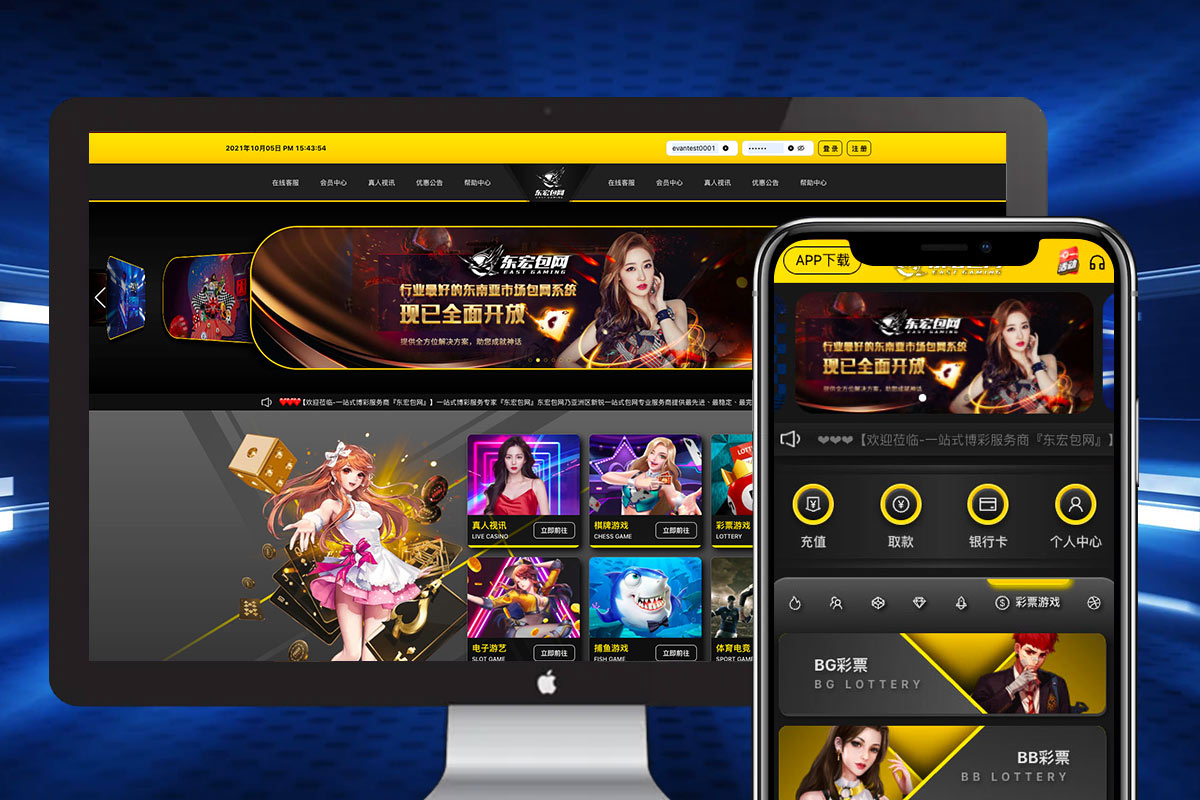 2021年10月05日 PM 15:43:54
evantest0001
登录
注册
在线客服 会员中心 真人视讯 优惠公告 帮助中心
东宏包网
EAST GAMING
在线客服 会员中心 真人视讯 优惠公告 帮助中心
东宏包网
EAST GAMING
行业最好的东南亚市场包网系统
现已全面开放
提供全方位解决方案，助您成就神话
【欢迎莅临-一站式博彩服务商『东宏包网』】一站式博彩服务专家『东宏包网』东宏包网乃亚洲区新锐一站式包网专业服务商提供最先进、最稳定、最完
真人视讯
LIVE CASINO
立即前往
棋牌游戏
CHESS GAME
立即前往
彩票游戏
LOTTERY
电子游艺
SLOT GAME
立即前往
捕鱼游戏
FISH GAME
立即前往
体育电竞
SPORT GAME
APP下载
东宏包网
EAST GAMING
行业最好的东南亚市场包网系统
现已全面开放
提供全方位解决方案，助您成就神话
【欢迎莅临-一站式博彩服务商『东宏包网』】
充值 取款 银行卡 个人中心
彩票游戏
BG彩票
BG LOTTERY
BB彩票
BB LOTTERY